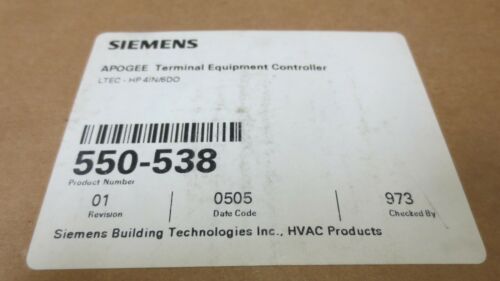 SIEMENS
APOGEE Terminal Equipment Controller
LTEC - HP 4IN/6DO
550-538
Product Number
01 0505 973
Revision Date Code Checked By
Siemens Building Technologies Inc., HVAC Products